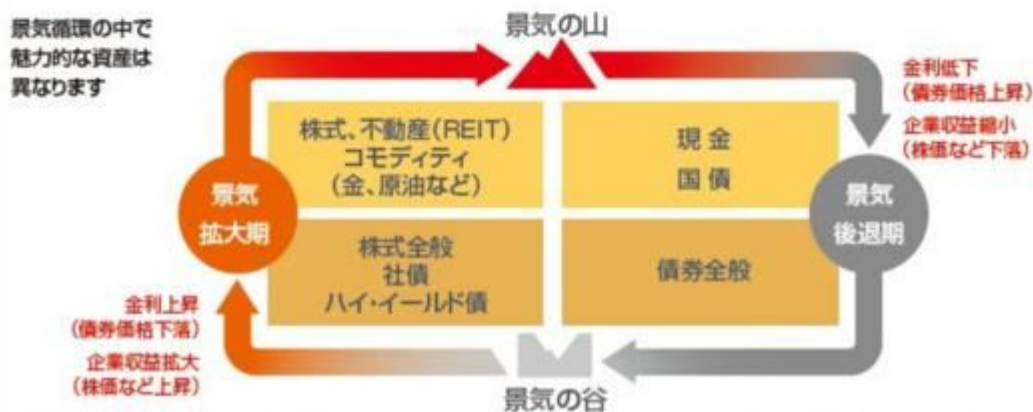 景気循環の中で
魅力的な資産は
異なります
景気の山
金利低下
(債券価格上昇)
企業収益縮小
(株価など下落)
株式、不動産(REIT)
コモディティ
(金、原油など)
現金
国債
景気
拡大期
景気
後退期
株式全般
社債
ハイ・イールド債
債券全般
金利上昇
(債券価格下落)
企業収益拡大
(株価など上昇)
景気の谷